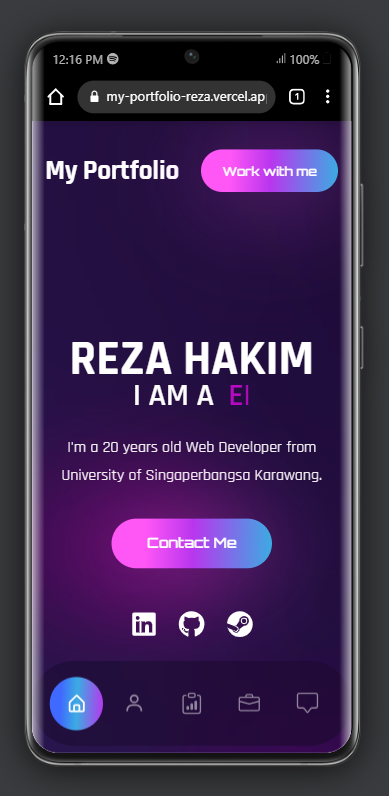 12:16 PM
100%
my-portfolio-reza.vercel.ap
1
My Portfolio
Work with me
REZA HAKIM
I AM A E
I'm a 20 years old Web Developer from
University of Singaperbangsa Karawang.
Contact Me
in